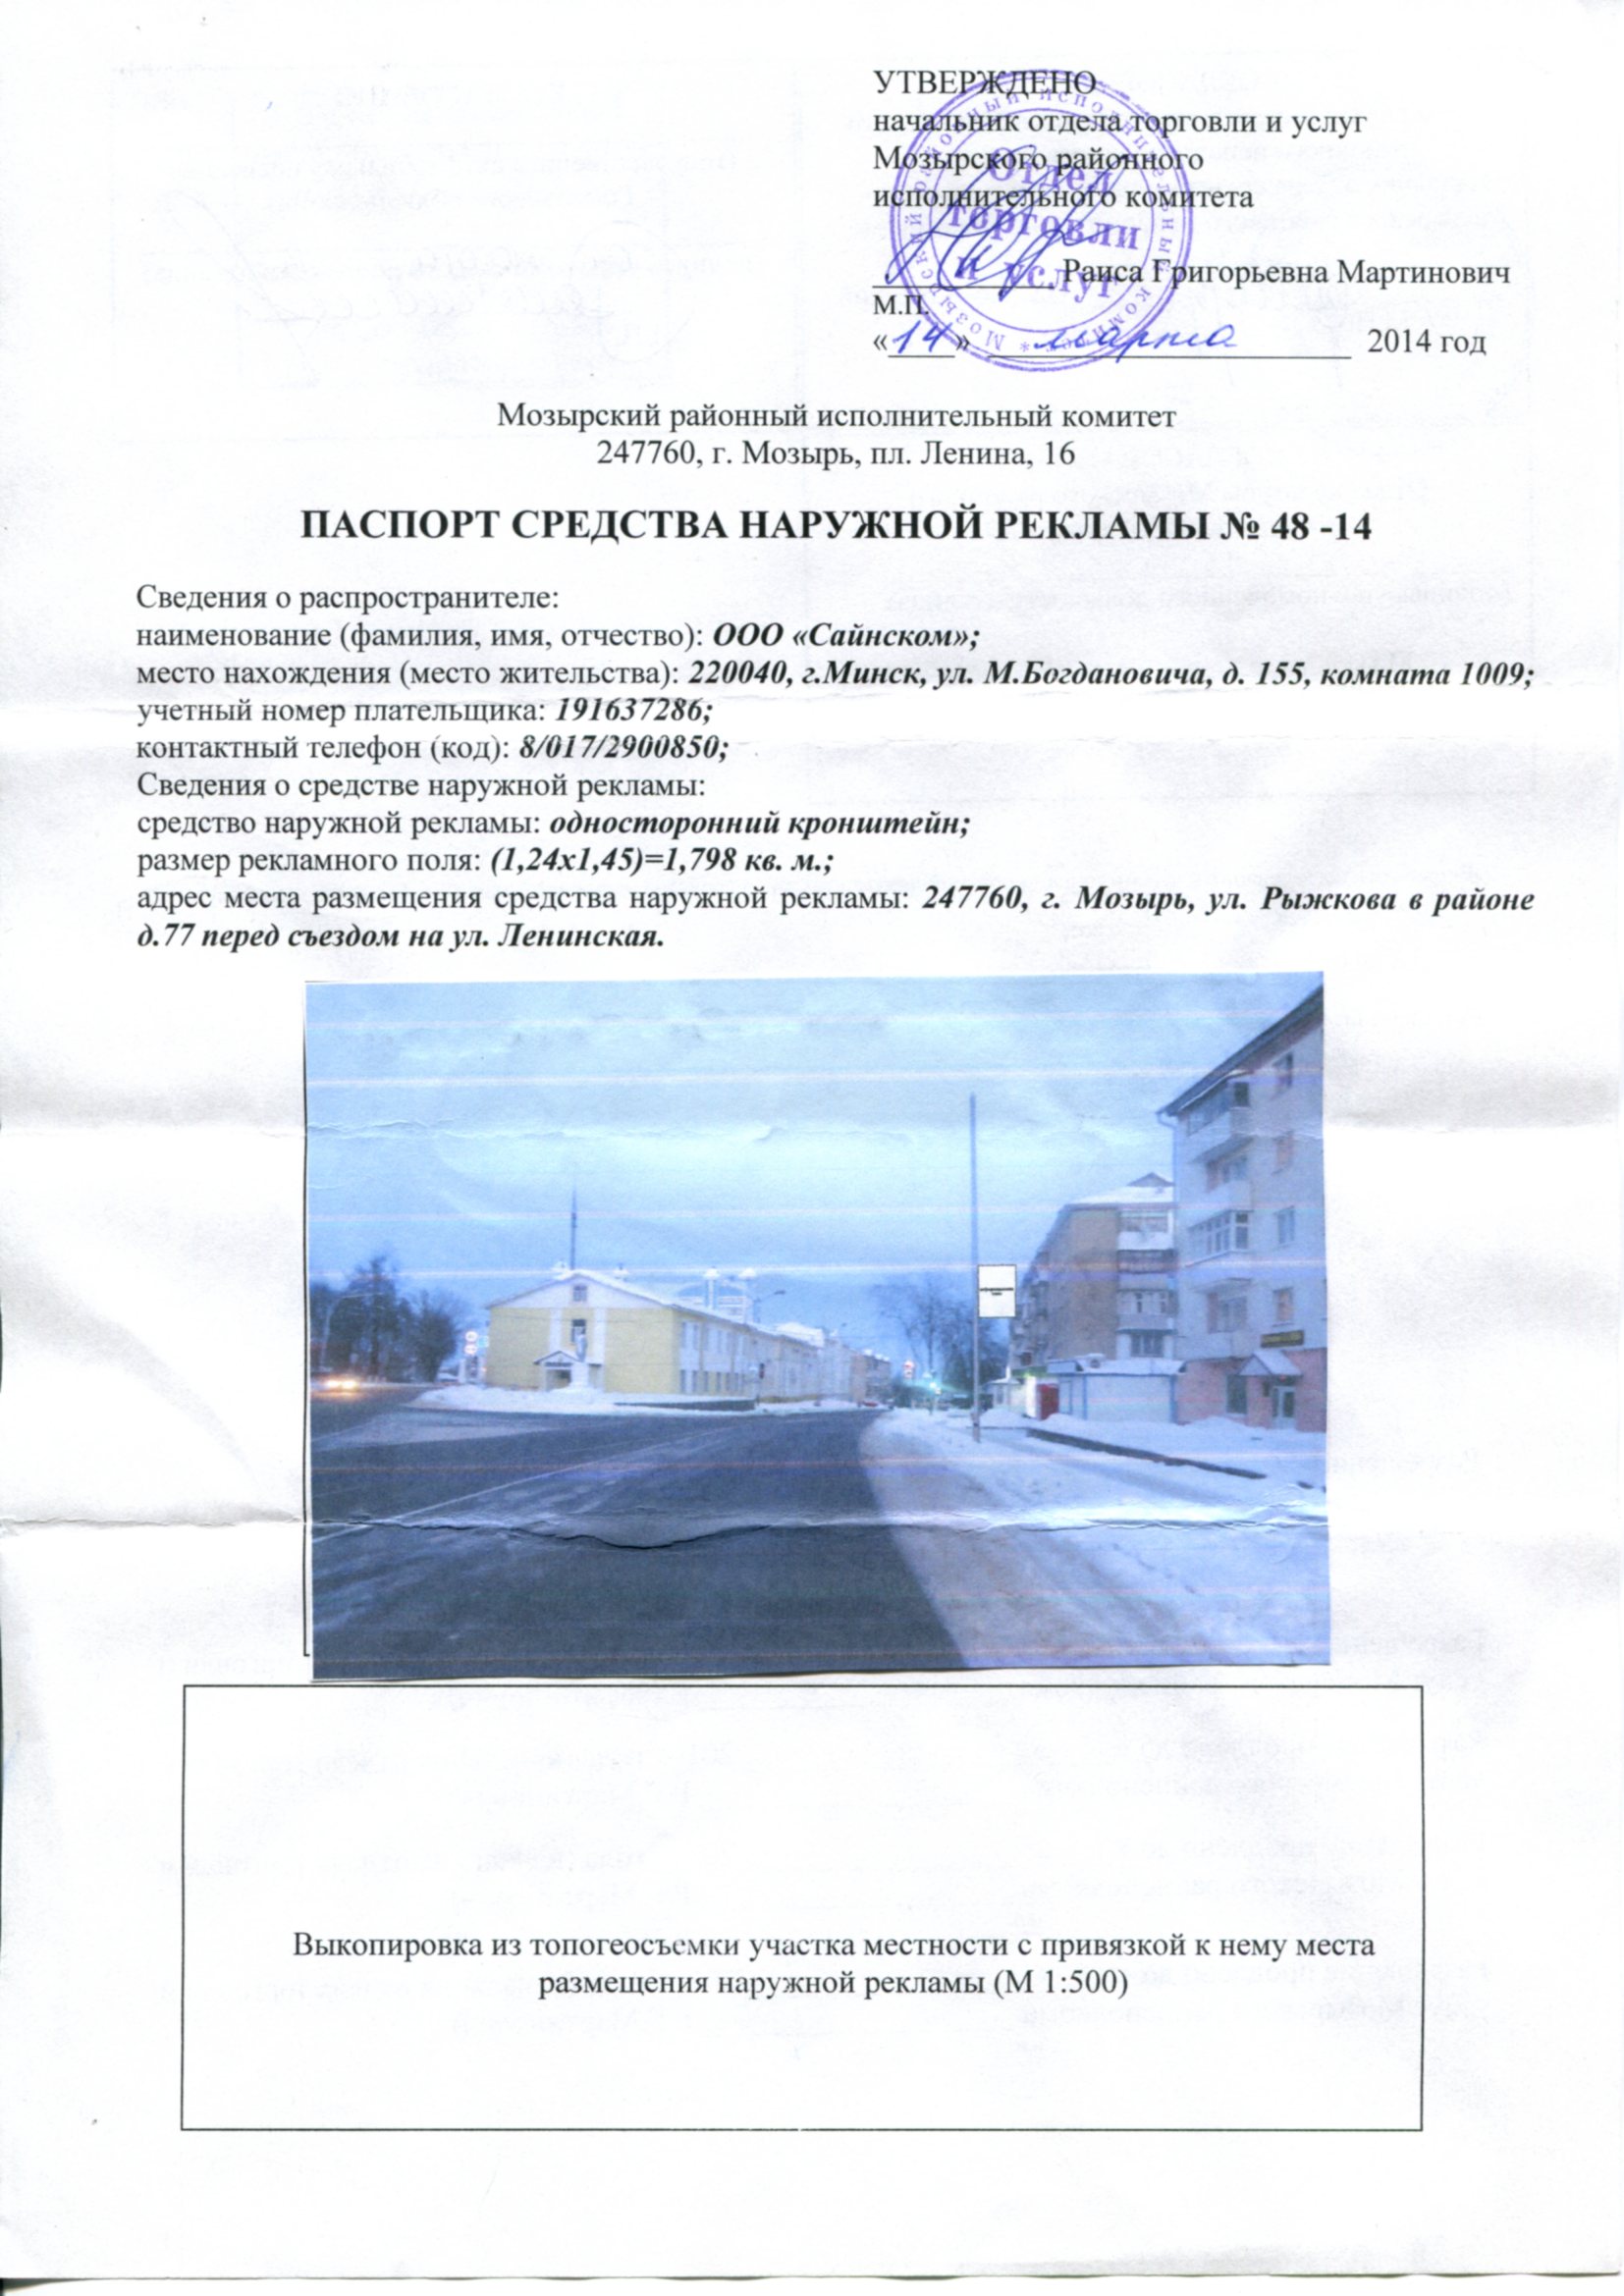 УТВЕРЖДЕНО
начальник отдела торговли и услуг
Мозырского районного
исполнительного комитета
Раиса Григорьевна Мартинович
М.П.
«14» марта 2014 год
Мозырский районный исполнительный комитет *
Отдел
торговли
и услуг
Мозырский районный исполнительный комитет
247760, г. Мозырь, пл. Ленина, 16
ПАСПОРТ СРЕДСТВА НАРУЖНОЙ РЕКЛАМЫ № 48 -14
Сведения о распространителе:
наименование (фамилия, имя, отчество): ООО «Сайнском»;
место нахождения (место жительства): 220040, г.Минск, ул. М.Богдановича, д. 155, комната 1009;
учетный номер плательщика: 191637286;
контактный телефон (код): 8/017/2900850;
Сведения о средстве наружной рекламы:
средство наружной рекламы: односторонний кронштейн;
размер рекламного поля: (1,24х1,45)=1,798 кв. м.;
адрес места размещения средства наружной рекламы: 247760, г. Мозырь, ул. Рыжкова в районе
д.77 перед съездом на ул. Ленинская.
Выкопировка из топогеосъемки участка местности с привязкой к нему места
размещения наружной рекламы (М 1:500)